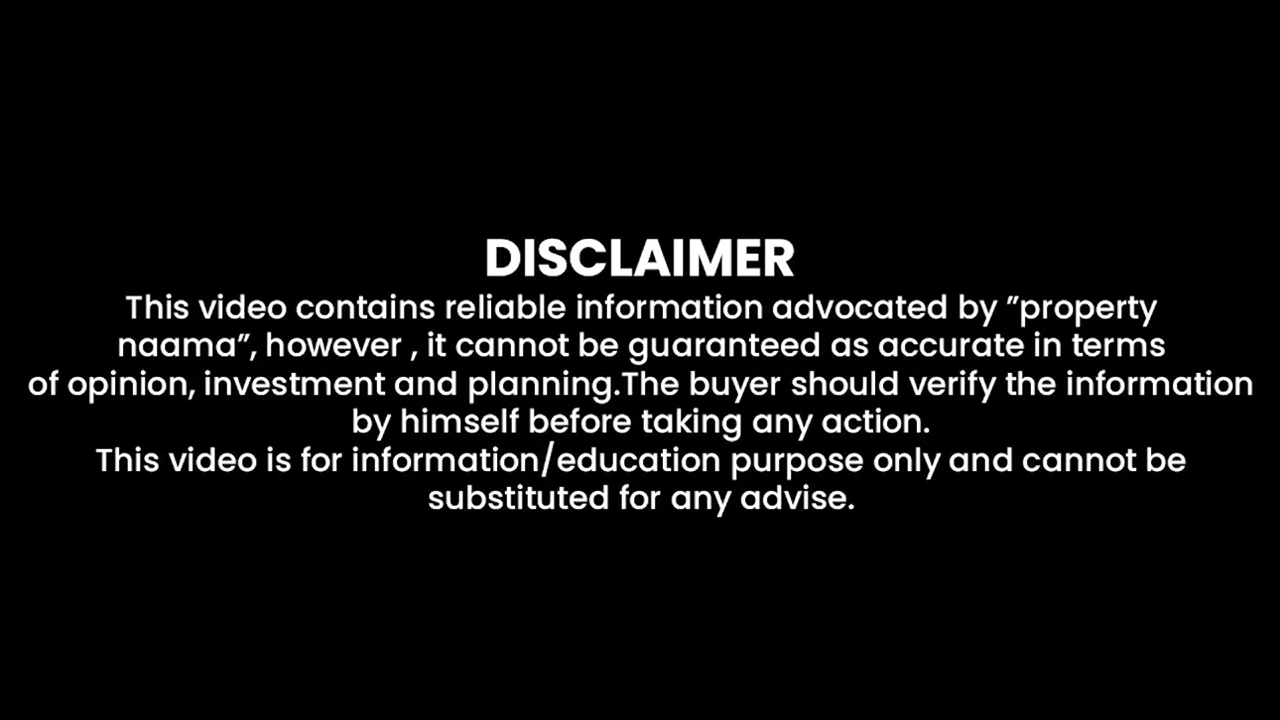 DISCLAIMER
This video contains reliable information advocated by ”property
naama”, however , it cannot be guaranteed as accurate in terms
of opinion, investment and planning.The buyer should verify the information
by himself before taking any action.
This video is for information/education purpose only and cannot be
substituted for any advise.